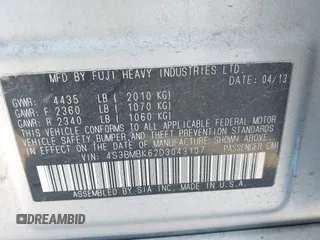 MFD BY FUJI HEAVY INDUSTRIES LTD.
DATE: 04/13
GVWR: 4435 LB ( 2010 KG)
GAWR: F 2360 LB ( 1070 KG)
GAWR: R 2340 LB ( 1060 KG)
THIS VEHICLE CONFORMS TO ALL APPLICABLE
FEDERAL MOTOR VEHICLE
SAFETY, BUMPER AND THEFT PREVENTION STANDARDS
IN EFFECT ON THE DATE OF MANUFACTURE SHOWN ABOVE.
VIN: 4S3BMBK62D3043107
PASSENGER CAR
ASSEMBLED BY SIA INC. MADE IN U.S.A.